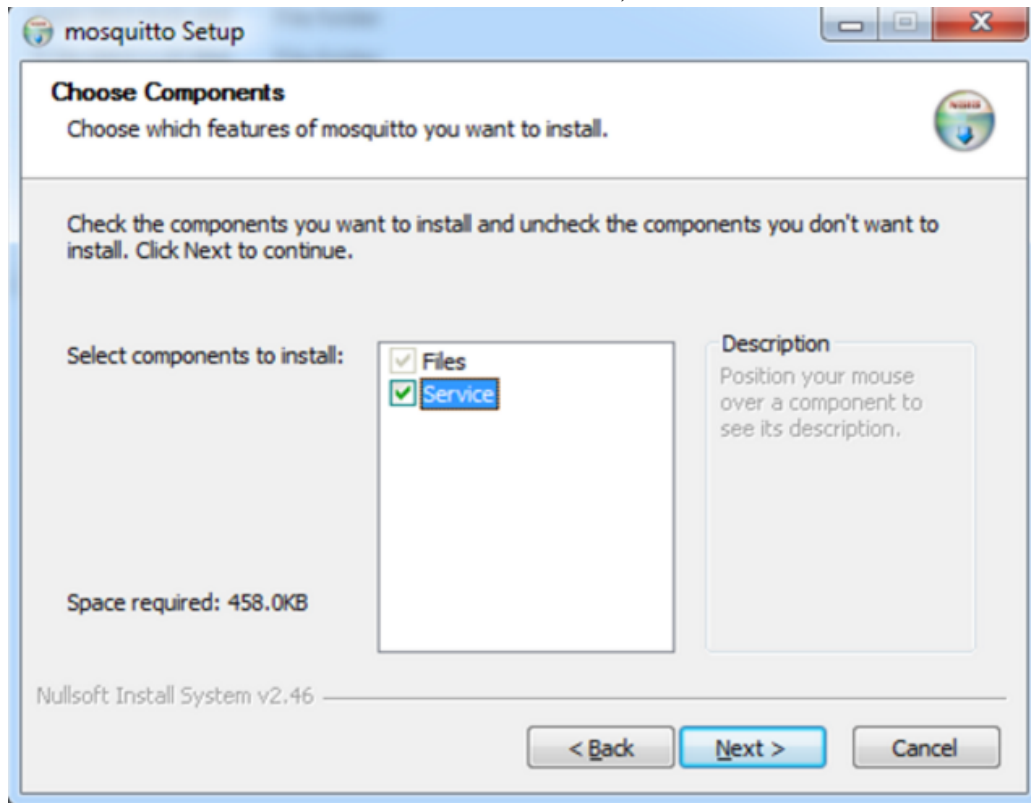 mosquitto Setup
Choose Components
Choose which features of mosquitto you want to install.
Check the components you want to install and uncheck the components you don't want to
install. Click Next to continue.
Select components to install:
Files
Service
Description
Position your mouse
over a component to
see its description.
Space required: 458.0KB
Nullsoft Install System v2.46
< Back
Next >
Cancel